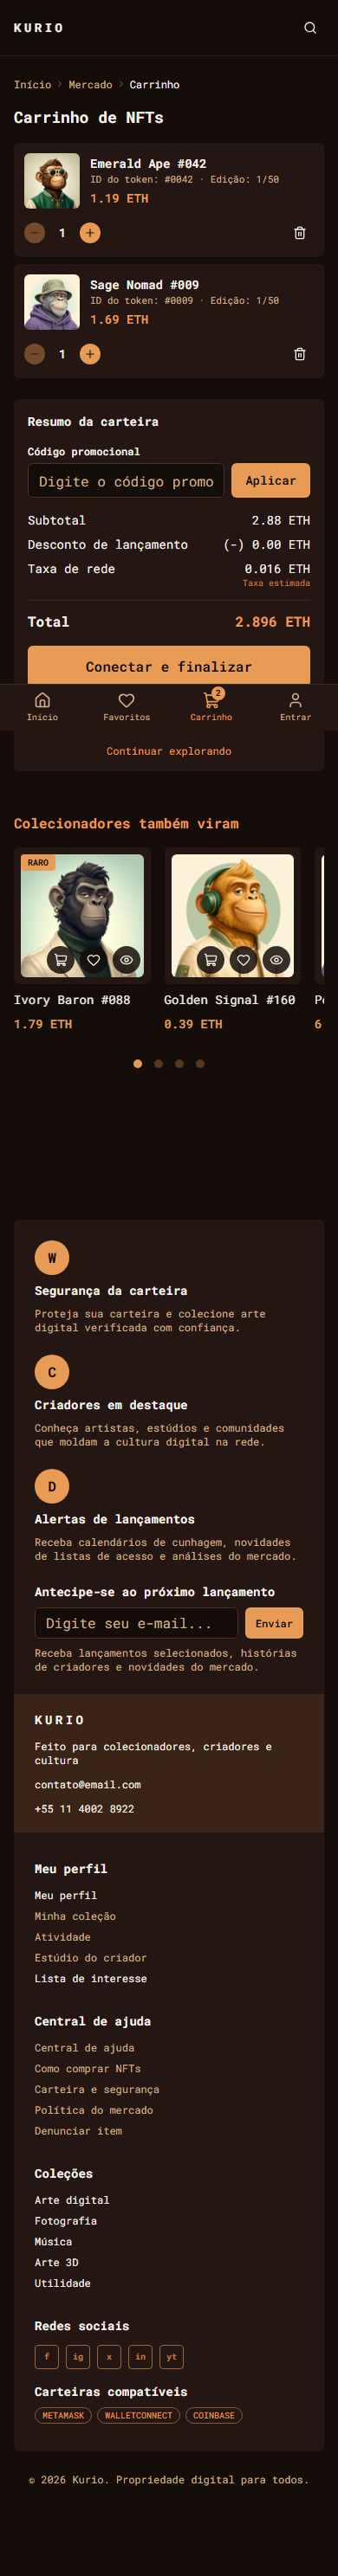 KURIO
Início > Mercado > Carrinho
Carrinho de NFTs
Emerald Ape #042
ID do token: #0042 · Edição: 1/50
1.19 ETH
− 1 +
Sage Nomad #009
ID do token: #0009 · Edição: 1/50
1.69 ETH
− 1 +
Resumo da carteira
Código promocional
Digite o código promo Aplicar
Subtotal 2.88 ETH
Desconto de lançamento (-) 0.00 ETH
Taxa de rede 0.016 ETH
Taxa estimada
Total 2.896 ETH
Conectar e finalizar
2
Início Favoritos Carrinho Entrar
Continuar explorando
Colecionadores também viram
RARO
Ivory Baron #088 Golden Signal #160
1.79 ETH 0.39 ETH 6
W
Segurança da carteira
Proteja sua carteira e colecione arte
digital verificada com confiança.
C
Criadores em destaque
Conheça artistas, estúdios e comunidades
que moldam a cultura digital na rede.
D
Alertas de lançamentos
Receba calendários de cunhagem, novidades
de listas de acesso e análises do mercado.
Antecipe-se ao próximo lançamento
Digite seu e-mail... Enviar
Receba lançamentos selecionados, histórias
de criadores e novidades do mercado.
KURIO
Feito para colecionadores, criadores e
cultura
contato@email.com
+55 11 4002 8922
Meu perfil
Meu perfil
Minha coleção
Atividade
Estúdio do criador
Lista de interesse
Central de ajuda
Central de ajuda
Como comprar NFTs
Carteira e segurança
Política do mercado
Denunciar item
Coleções
Arte digital
Fotografia
Música
Arte 3D
Utilidade
Redes sociais
f ig x in yt
Carteiras compatíveis
METAMASK WALLETCONNECT COINBASE
© 2026 Kurio. Propriedade digital para todos.